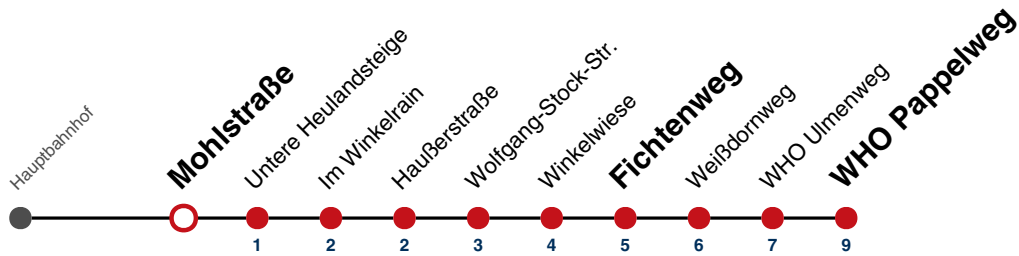 Hauptbahnhof
Mohlstraße
Untere Heulandsteige
Im Winkelrain
Haußerstraße
Wolfgang-Stock-Str.
Winkelwiese
Fichtenweg
Weißdornweg
WHO Ulmenweg
WHO Pappelweg
1 2 2 3 4 5 6 7 9